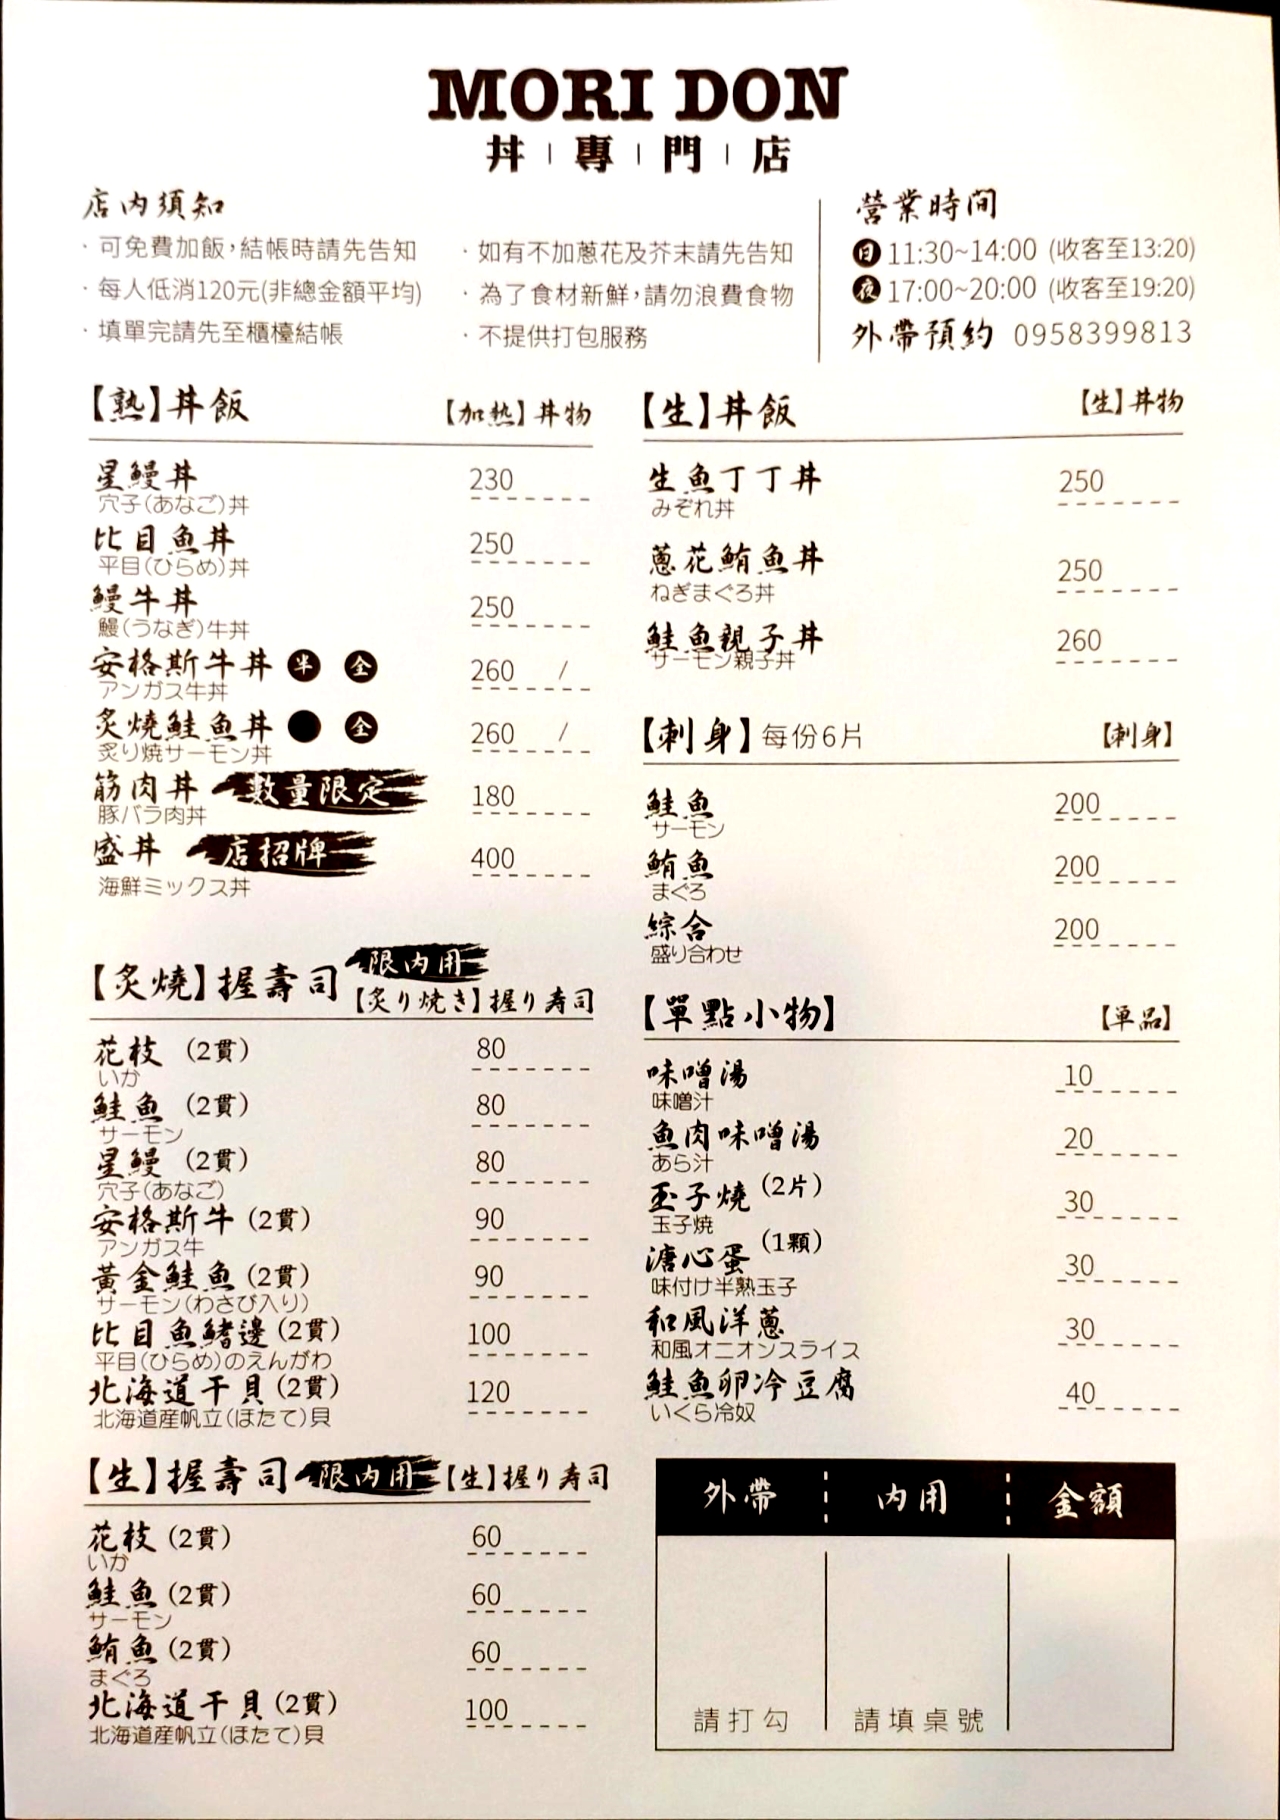 MORI DON
丼 | 專 | 門 | 店
店內須知
· 可免費加飯，結帳時請先告知
· 每人低消120元(非總金額平均)
· 填單完請先至櫃檯結帳
· 如有不加蔥花及芥末請先告知
· 為了食材新鮮，請勿浪費食物
· 不提供打包服務
營業時間
日 11:30~14:00 (收客至13:20)
夜 17:00~20:00 (收客至19:20)
外帶預約 0958399813
【熟】丼飯 【加熱】丼物
星鰻丼 230
穴子(あなご)丼
比目魚丼 250
平目(ひらめ)丼
鰻牛丼 250
鰻(うなぎ)牛丼
安格斯牛丼 半 全 260 /
アンガス牛丼
炙燒鮭魚丼 全 260 /
炙り焼サーモン丼
筋肉丼 數量限定 180
豚バラ肉丼
盛丼 店招牌 400
海鮮ミックス丼
【炙燒】握壽司 限內用
【炙り焼き】握り寿司
花枝 (2貫) 80
いか
鮭魚 (2貫) 80
サーモン
星鰻 (2貫) 80
穴子(あなご)
安格斯牛 (2貫) 90
アンガス牛
黃金鮭魚 (2貫) 90
サーモン(わさび入り)
比目魚鰭邊 (2貫) 100
平目(ひらめ)のえんがわ
北海道干貝 (2貫) 120
北海道産帆立(ほたて)貝
【生】握壽司 限內用 【生】握り寿司
花枝 (2貫) 60
いか
鮭魚 (2貫) 60
サーモン
鮪魚 (2貫) 60
まぐろ
北海道干貝 (2貫) 100
北海道産帆立(ほたて)貝
【生】丼飯 【生】丼物
生魚丁丁丼 250
みぞれ丼
蔥花鮪魚丼 250
ねぎまぐろ丼
鮭魚親子丼 260
サーモン親子丼
【刺身】每份6片 【刺身】
鮭魚 200
サーモン
鮪魚 200
まぐろ
綜合 200
盛り合わせ
【單點小物】 【単品】
味噌湯 10
味噌汁
魚肉味噌湯 20
あら汁
玉子燒 (2片) 30
玉子焼
溏心蛋 (1顆) 30
味付け半熟玉子
和風洋蔥 30
和風オニオンスライス
鮭魚卵冷豆腐 40
いくら冷奴
外帶 內用 金額
請打勾 請填桌號